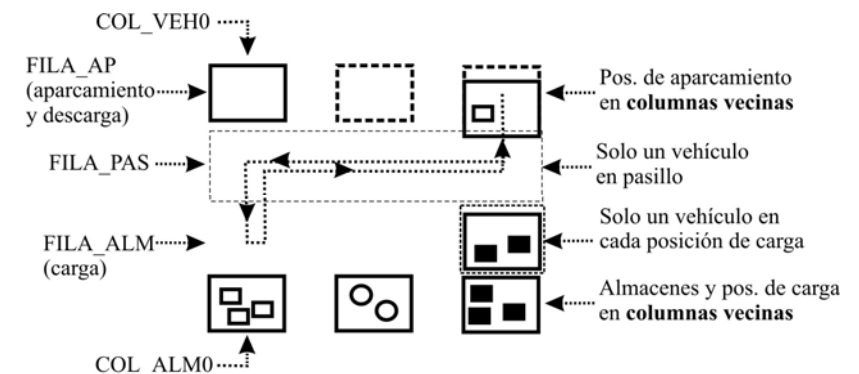 COL_VEH0
FILA_AP
(aparcamiento
y descarga)
Pos. de aparcamiento
en columnas vecinas
FILA_PAS
Solo un vehículo
en pasillo
FILA_ALM
(carga)
Solo un vehículo en
cada posición de carga
Almacenes y pos. de carga
en columnas vecinas
COL_ALM0